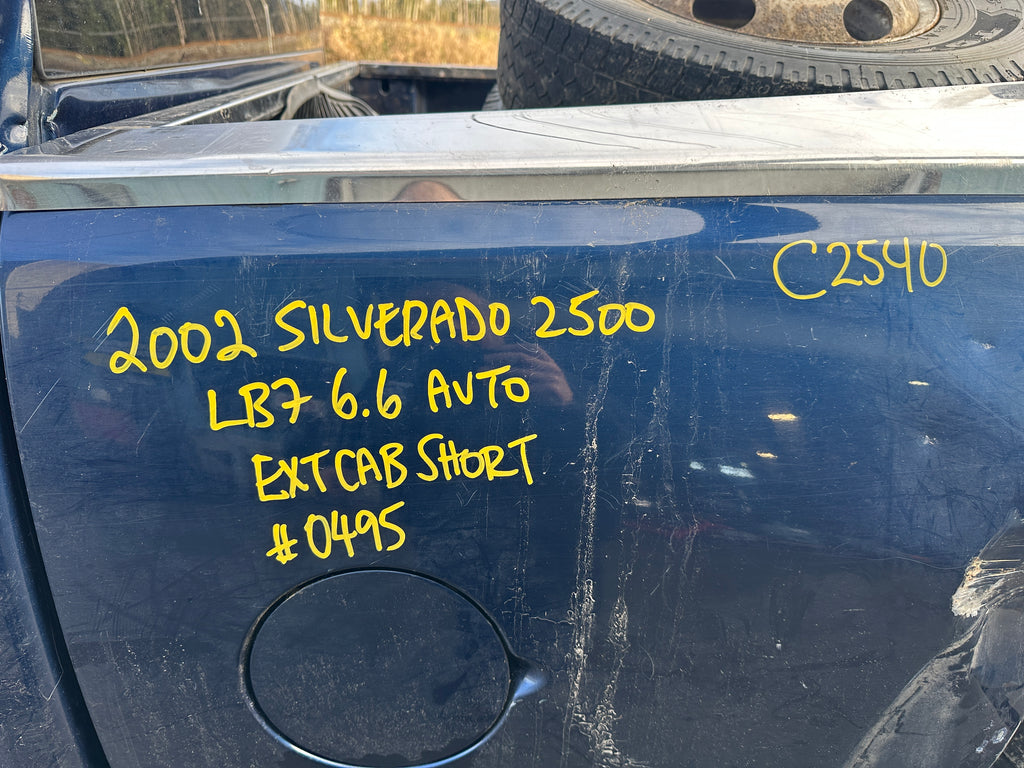 C2540
2002 SILVERADO 2500
LB7 6.6 AUTO
EXTCAB SHORT
#0495